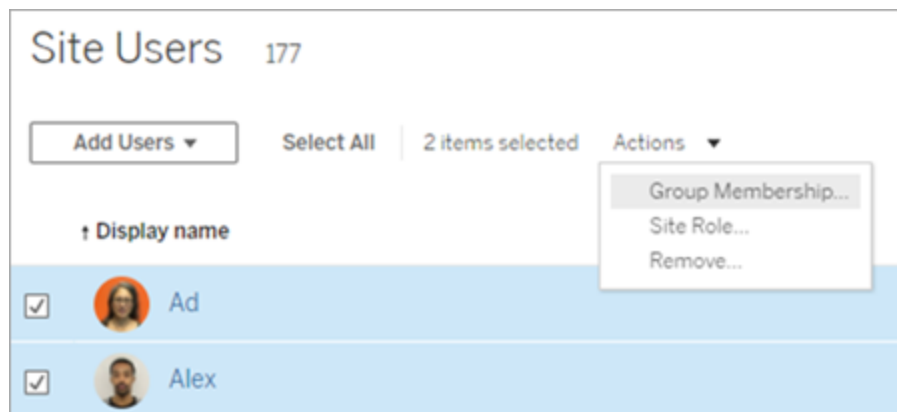 Site Users 177
Add Users Select All 2 items selected Actions
Group Membership...
Site Role...
Remove...
↑ Display name
Ad
Alex